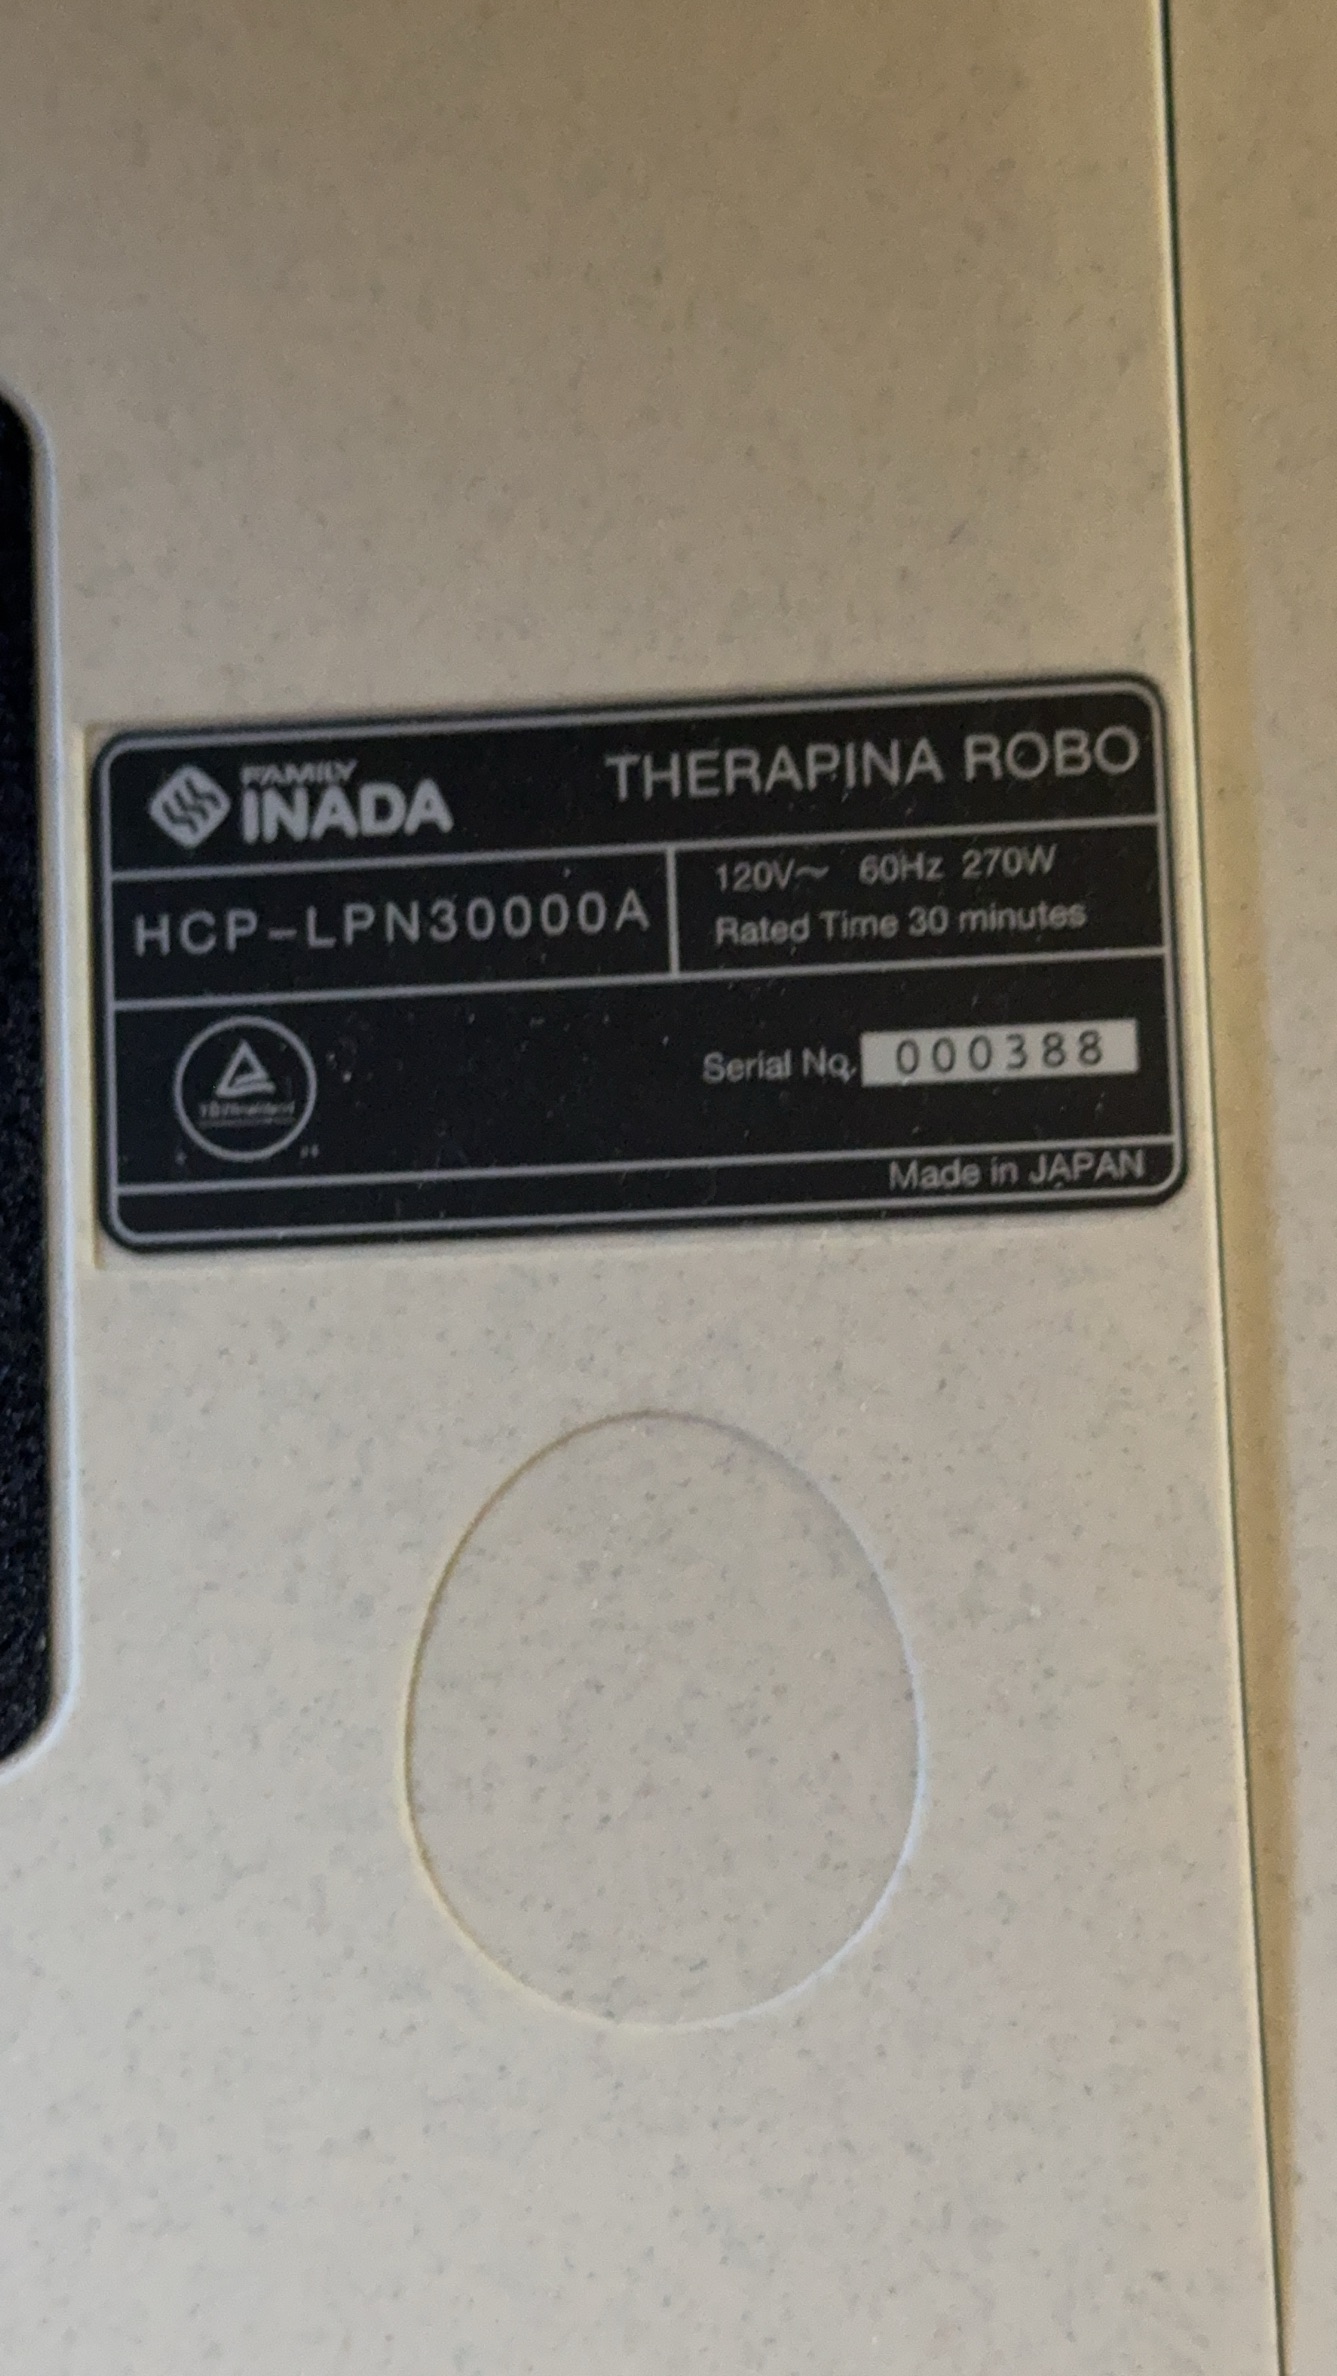 FAMILY
INADA
THERAPINA ROBO
HCP-LPN30000A
120V~ 60Hz 270W
Rated Time 30 minutes
Serial No. 000388
Made in JAPAN